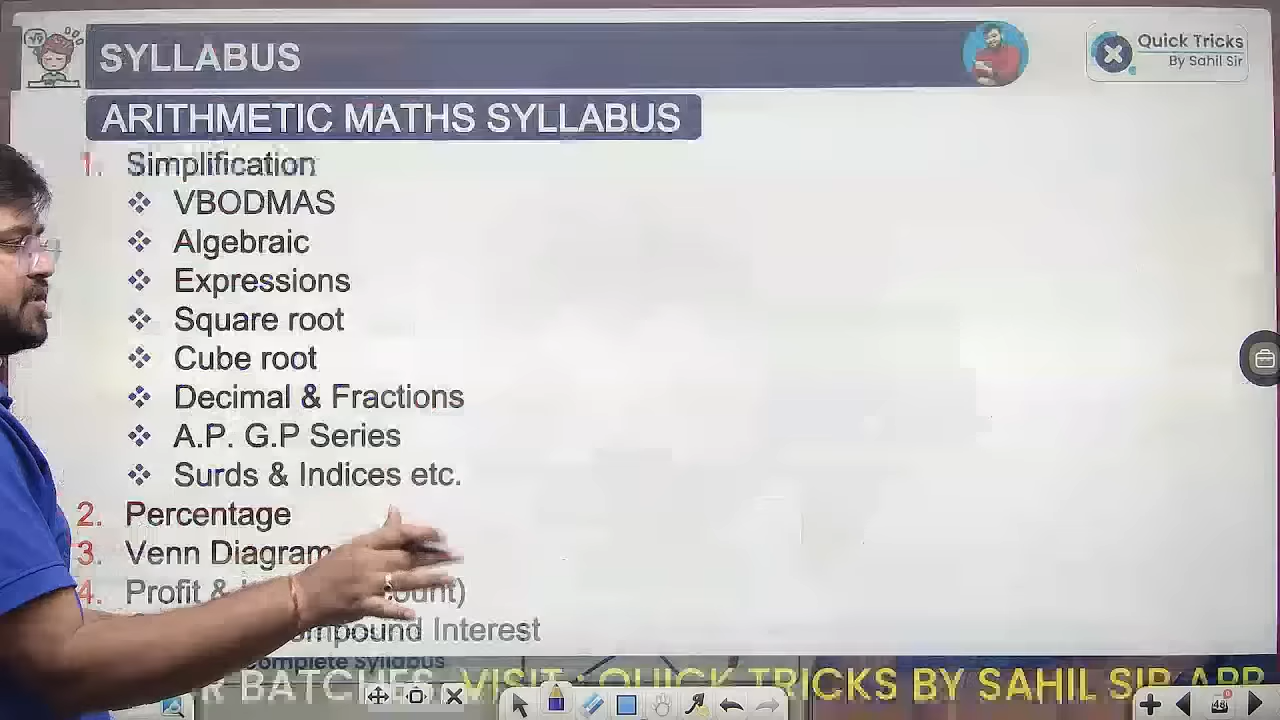 SYLLABUS
Quick Tricks
By Sahil Sir
ARITHMETIC MATHS SYLLABUS
1. Simplification
❖ VBODMAS
❖ Algebraic
❖ Expressions
❖ Square root
❖ Cube root
❖ Decimal & Fractions
❖ A.P. G.P Series
❖ Surds & Indices etc.
2. Percentage
3. Venn Diagram
4. Profit &
Interest
Complete Syllabus
BATCHES, VISIT : QUICK TRICKS BY SAHIL SIR APP
48